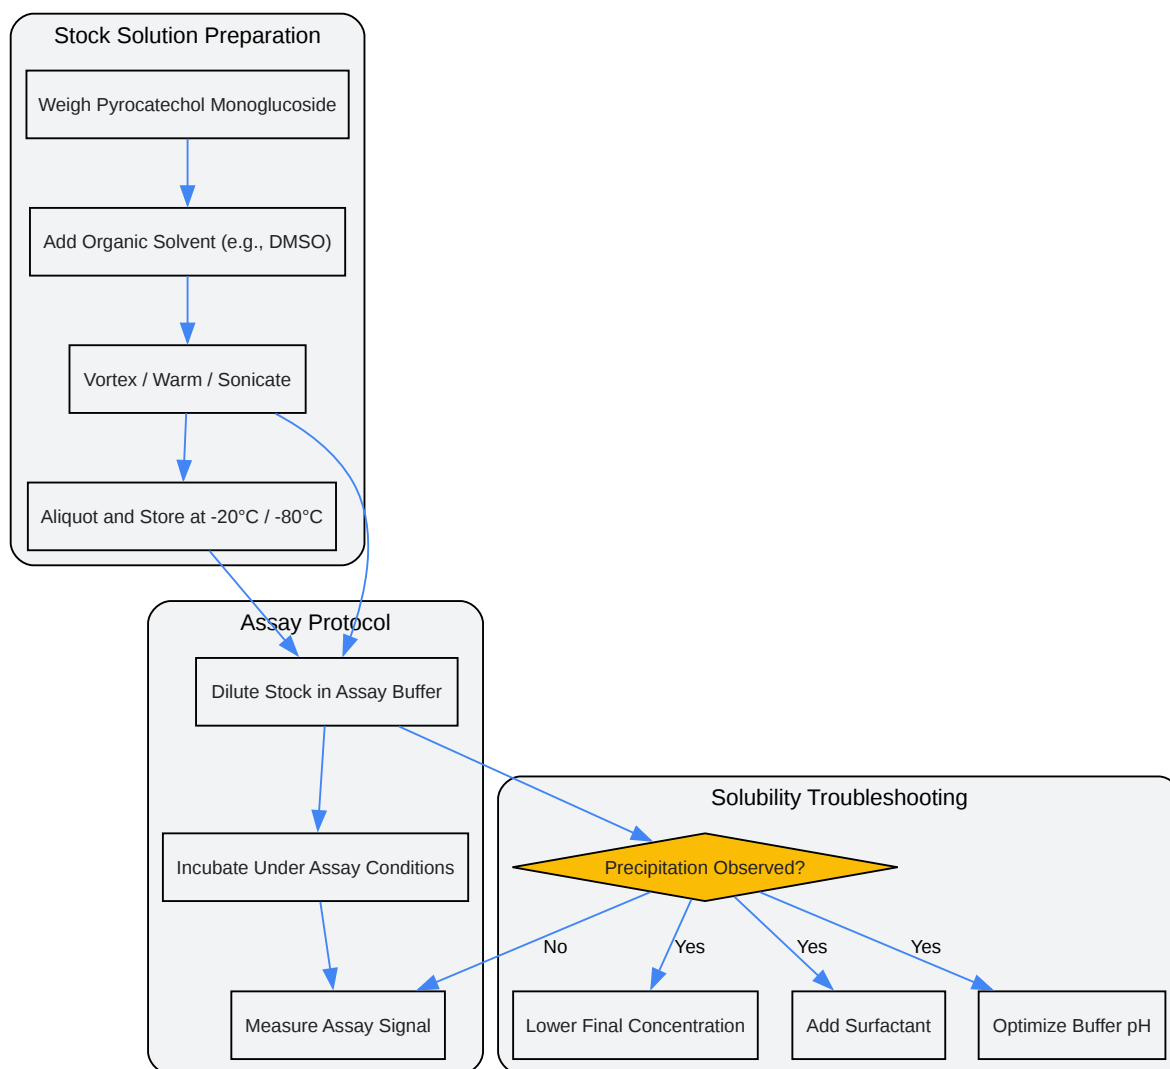 Stock Solution Preparation
Weigh Pyrocatechol Monoglucoside
Add Organic Solvent (e.g., DMSO)
Vortex / Warm / Sonicate
Aliquot and Store at -20°C / -80°C
Assay Protocol
Dilute Stock in Assay Buffer
Incubate Under Assay Conditions
Measure Assay Signal
Solubility Troubleshooting
Precipitation Observed?
No
Yes
Yes
Yes
Lower Final Concentration
Add Surfactant
Optimize Buffer pH